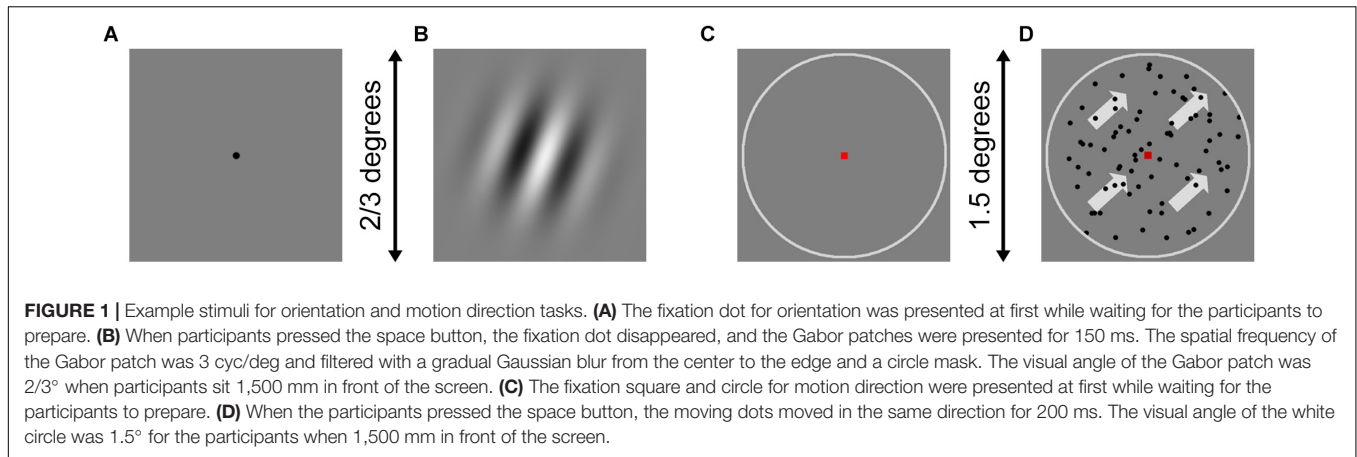 A
B
C
D
2/3 degrees
1.5 degrees
FIGURE 1 | Example stimuli for orientation and motion direction tasks. (A) The fixation dot for orientation was presented at first while waiting for the participants to
prepare. (B) When participants pressed the space button, the fixation dot disappeared, and the Gabor patches were presented for 150 ms. The spatial frequency of
the Gabor patch was 3 cyc/deg and filtered with a gradual Gaussian blur from the center to the edge and a circle mask. The visual angle of the Gabor patch was
2/3° when participants sit 1,500 mm in front of the screen. (C) The fixation square and circle for motion direction were presented at first while waiting for the
participants to prepare. (D) When the participants pressed the space button, the moving dots moved in the same direction for 200 ms. The visual angle of the white
circle was 1.5° for the participants when 1,500 mm in front of the screen.